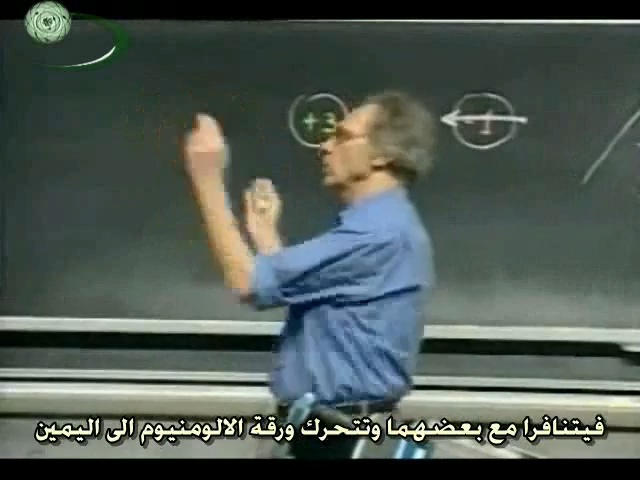 +3
-1
فيتنافرا مع بعضهما وتتحرك ورقة الالومنيوم الى اليمين